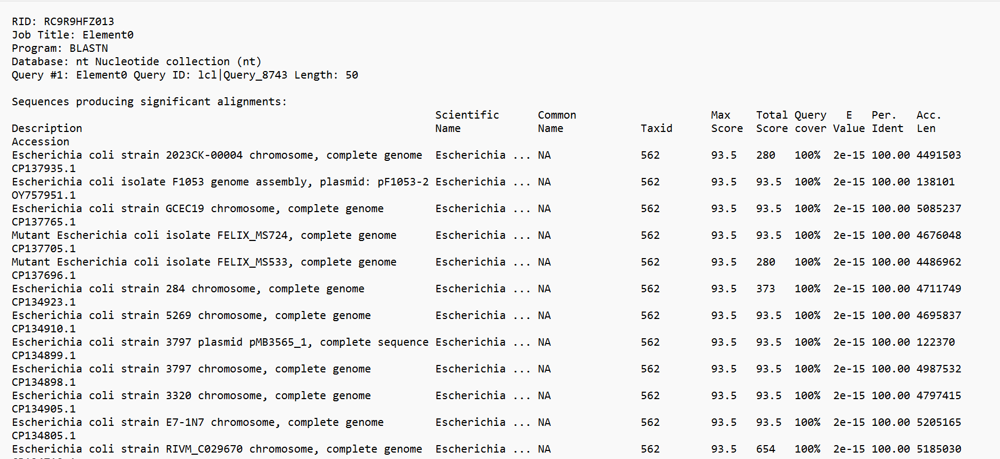 RID: RC9R9HFZ013
Job Title: Element0
Program: BLASTN
Database: nt Nucleotide collection (nt)
Query #1: Element0 Query ID: lcl|Query_8743 Length: 50
Sequences producing significant alignments:
Scientific Common Max Total Query E Per. Acc.
Description Name Name Taxid Score Score cover Value Ident Len
Accession
Escherichia coli strain 2023CK-00004 chromosome, complete genome Escherichia ... NA 562 93.5 280 100% 2e-15 100.00 4491503
CP137935.1
Escherichia coli isolate F1053 genome assembly, plasmid: pF1053-2 Escherichia ... NA 562 93.5 93.5 100% 2e-15 100.00 138101
OY757951.1
Escherichia coli strain GCEC19 chromosome, complete genome Escherichia ... NA 562 93.5 93.5 100% 2e-15 100.00 5085237
CP137765.1
Mutant Escherichia coli isolate FELIX_MS724, complete genome Escherichia ... NA 562 93.5 93.5 100% 2e-15 100.00 4676048
CP137705.1
Mutant Escherichia coli isolate FELIX_MS533, complete genome Escherichia ... NA 562 93.5 280 100% 2e-15 100.00 4486962
CP137696.1
Escherichia coli strain 284 chromosome, complete genome Escherichia ... NA 562 93.5 373 100% 2e-15 100.00 4711749
CP134923.1
Escherichia coli strain 5269 chromosome, complete genome Escherichia ... NA 562 93.5 93.5 100% 2e-15 100.00 4695837
CP134910.1
Escherichia coli strain 3797 plasmid pMB3565_1, complete sequence Escherichia ... NA 562 93.5 93.5 100% 2e-15 100.00 122370
CP134899.1
Escherichia coli strain 3797 chromosome, complete genome Escherichia ... NA 562 93.5 93.5 100% 2e-15 100.00 4987532
CP134898.1
Escherichia coli strain 3320 chromosome, complete genome Escherichia ... NA 562 93.5 93.5 100% 2e-15 100.00 4797415
CP134905.1
Escherichia coli strain E7-1N7 chromosome, complete genome Escherichia ... NA 562 93.5 93.5 100% 2e-15 100.00 5205165
CP134805.1
Escherichia coli strain RIVM_C029670 chromosome, complete genome Escherichia ... NA 562 93.5 654 100% 2e-15 100.00 5185030